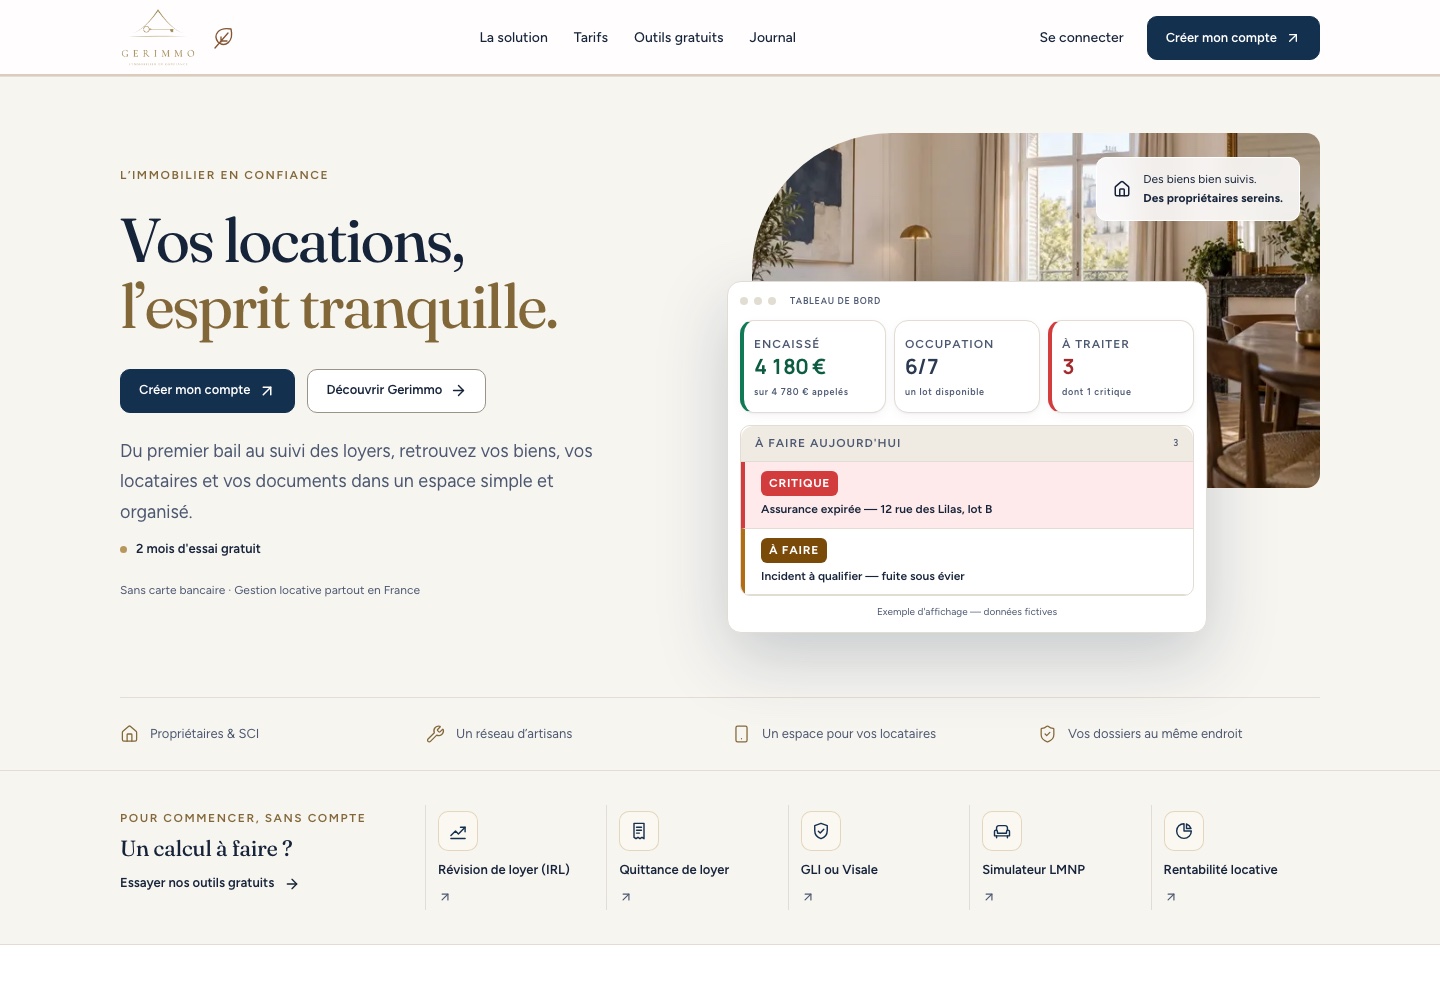 GERIMMO
La solution
Tarifs
Outils gratuits
Journal
Se connecter
Créer mon compte
L'IMMOBILIER EN CONFIANCE
Vos locations,
l'esprit tranquille.
Créer mon compte
Découvrir Gerimmo
Du premier bail au suivi des loyers, retrouvez vos biens, vos
locataires et vos documents dans un espace simple et
organisé.
2 mois d'essai gratuit
Sans carte bancaire · Gestion locative partout en France
Des biens bien suivis.
Des propriétaires sereins.
TABLEAU DE BORD
ENCAISSÉ
4 180 €
sur 4 780 € appelés
OCCUPATION
6/7
un lot disponible
À TRAITER
3
dont 1 critique
À FAIRE AUJOURD'HUI
3
CRITIQUE
Assurance expirée — 12 rue des Lilas, lot B
À FAIRE
Incident à qualifier — fuite sous évier
Exemple d'affichage — données fictives
Propriétaires & SCI
Un réseau d'artisans
Un espace pour vos locataires
Vos dossiers au même endroit
POUR COMMENCER, SANS COMPTE
Un calcul à faire ?
Essayer nos outils gratuits
Révision de loyer (IRL)
Quittance de loyer
GLI ou Visale
Simulateur LMNP
Rentabilité locative